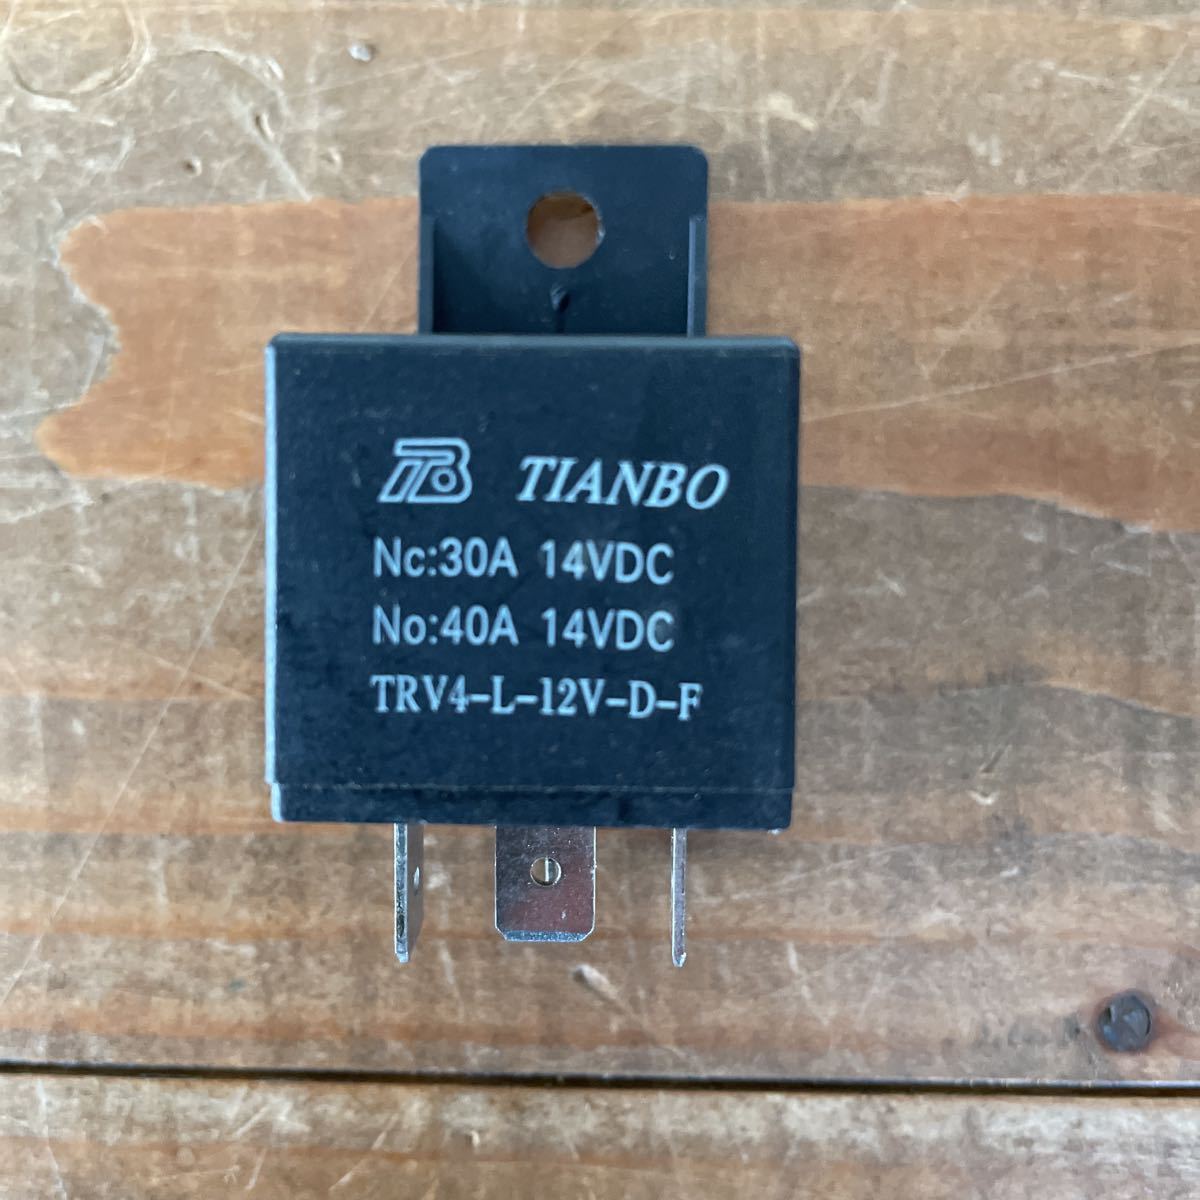 TB TIANBO
Nc:30A 14VDC
No:40A 14VDC
TRV4-L-12V-D-F